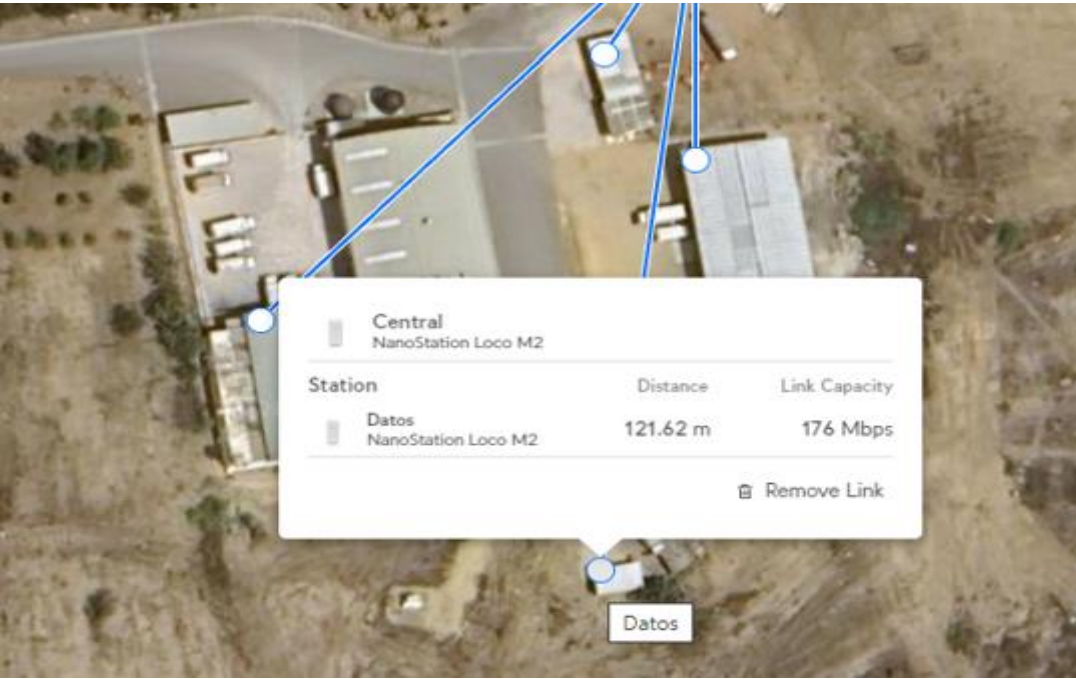 Central
NanoStation Loco M2
Station Distance Link Capacity
Datos
NanoStation Loco M2
121.62 m 176 Mbps
Remove Link
Datos